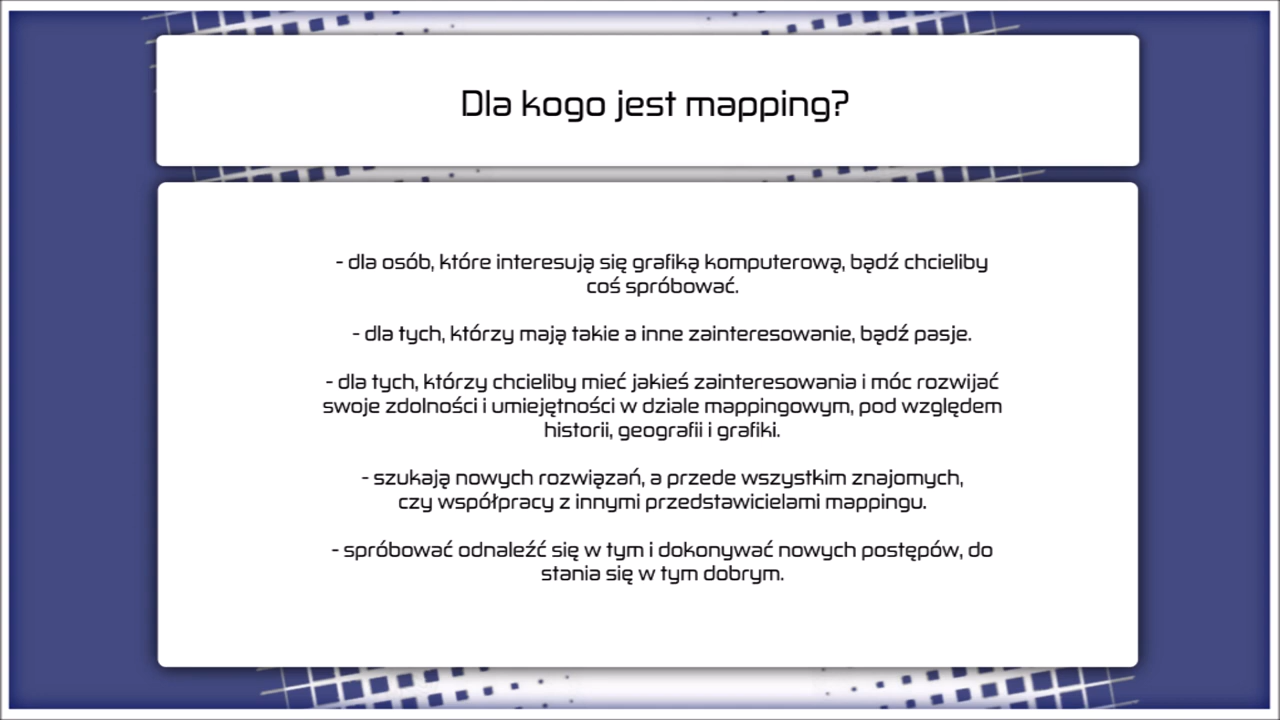 Dla kogo jest mapping?
- dla osób, które interesują się grafiką komputerową, bądź chcieliby
coś spróbować.
- dla tych, którzy mają takie a inne zainteresowanie, bądź pasje.
- dla tych, którzy chcieliby mieć jakieś zainteresowania i móc rozwijać
swoje zdolności i umiejętności w dziale mappingowym, pod względem
historii, geografii i grafiki.
- szukają nowych rozwiązań, a przede wszystkim znajomych,
czy współpracy z innymi przedstawicielami mappingu.
- spróbować odnaleźć się w tym i dokonywać nowych postępów, do
stania się w tym dobrym.